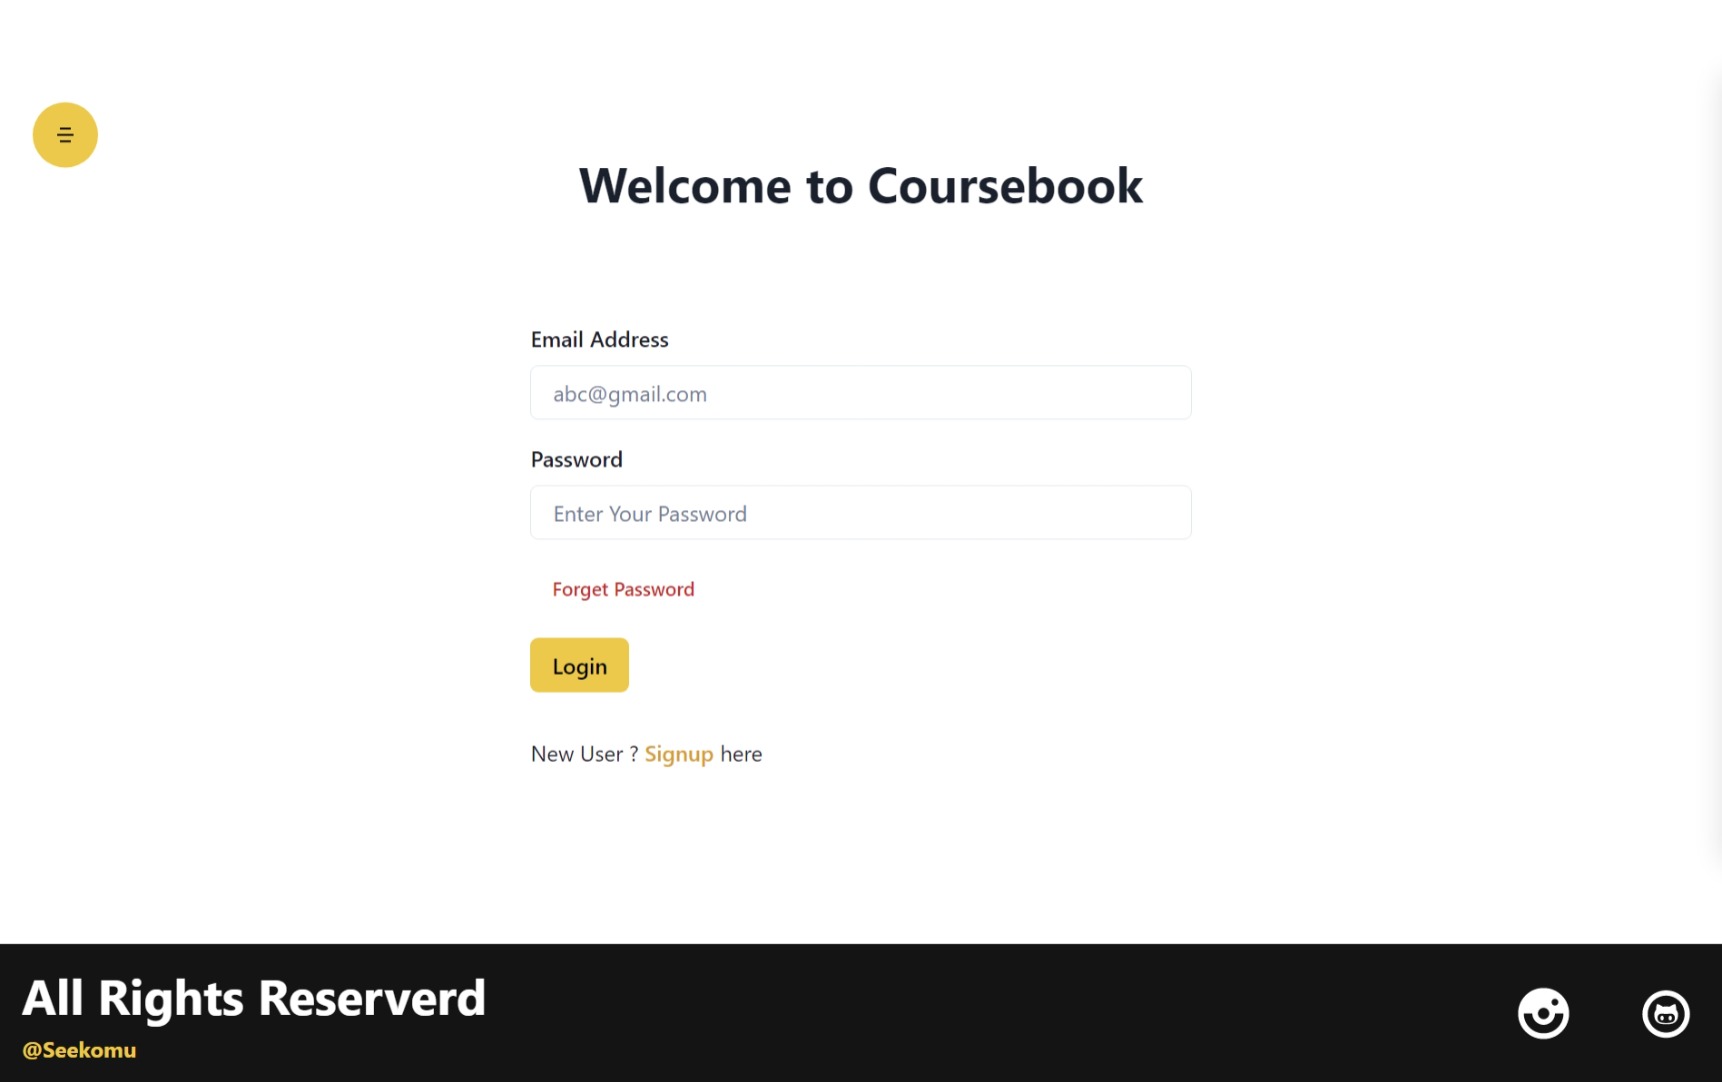 Welcome to Coursebook
Email Address
abc@gmail.com
Password
Enter Your Password
Forget Password
Login
New User ? Signup here
All Rights Reserverd
@Seekomu